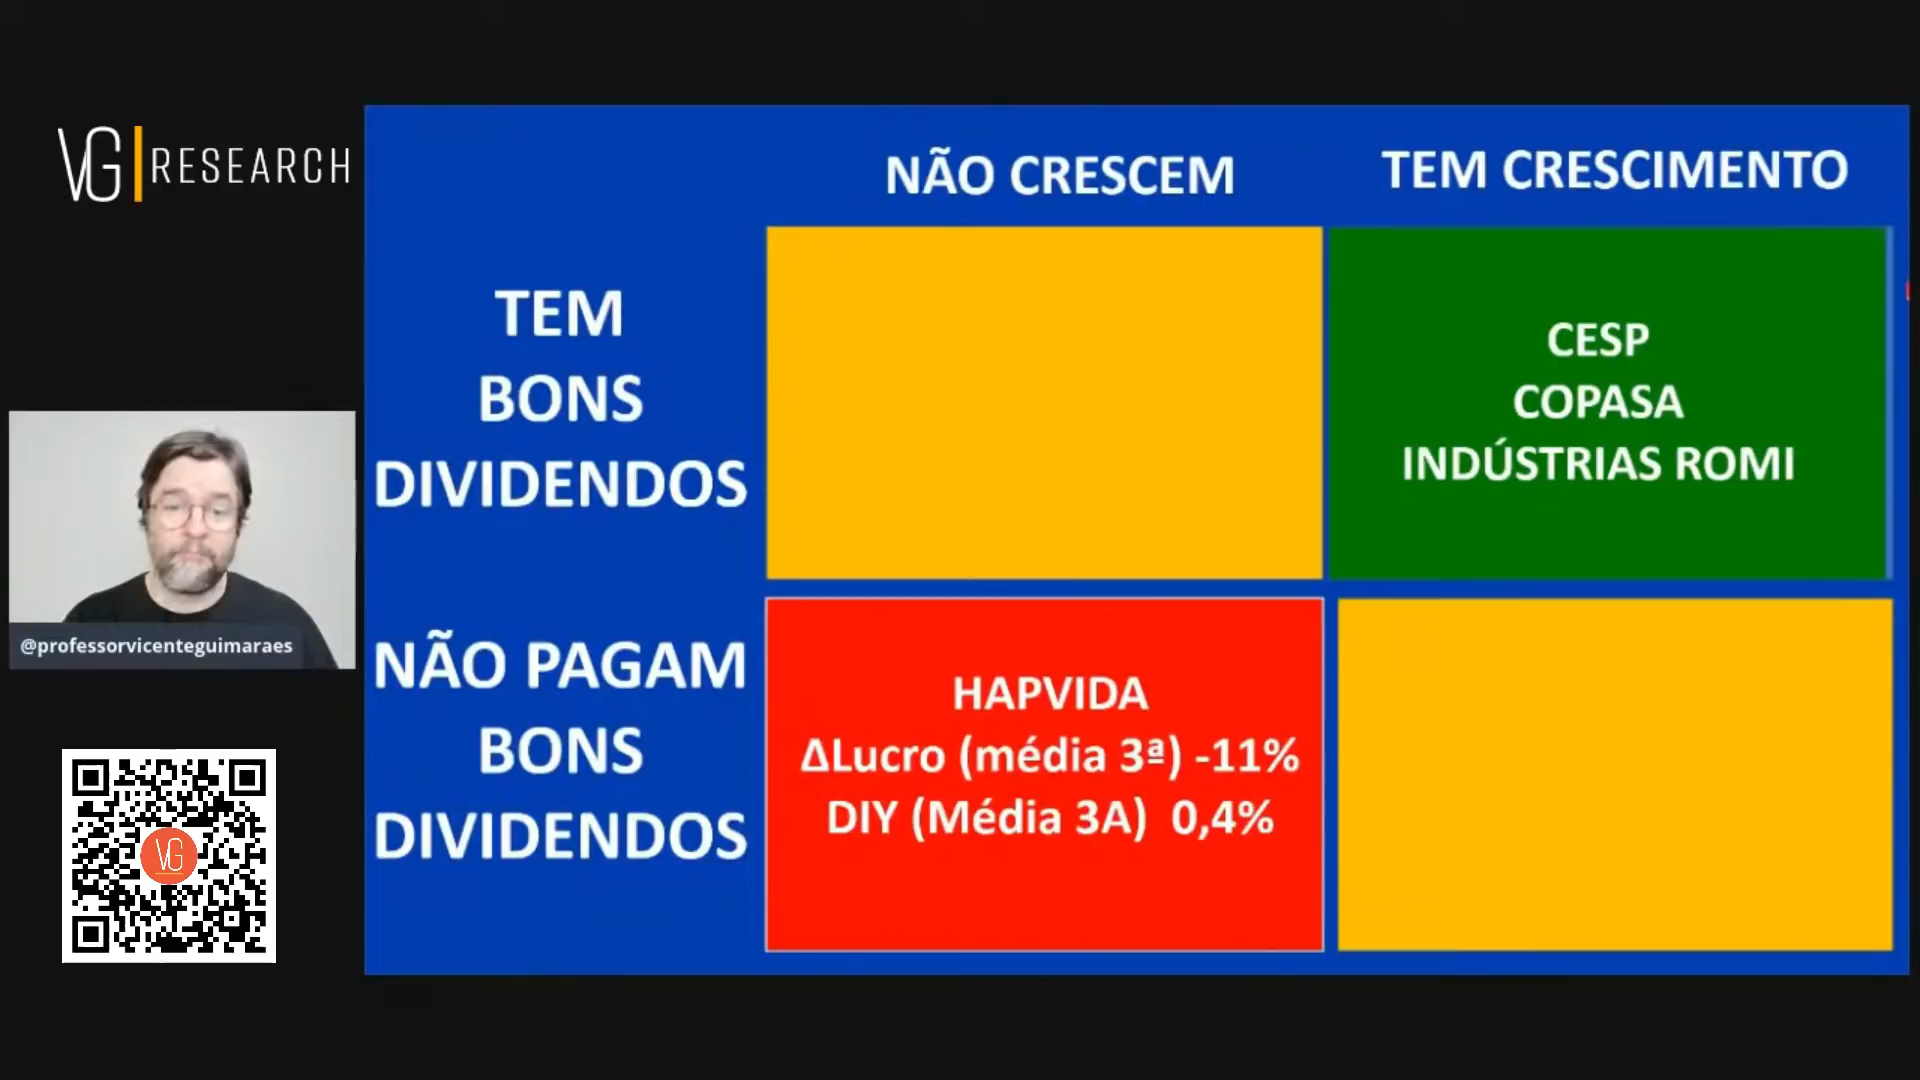 VG RESEARCH
NÃO CRESCEM
TEM CRESCIMENTO
TEM
BONS
DIVIDENDOS
CESP
COPASA
INDÚSTRIAS ROMI
NÃO PAGAM
BONS
DIVIDENDOS
HAPVIDA
ΔLucro (média 3ª) -11%
DIY (Média 3A) 0,4%
@professorvicenteguimaraes
VG